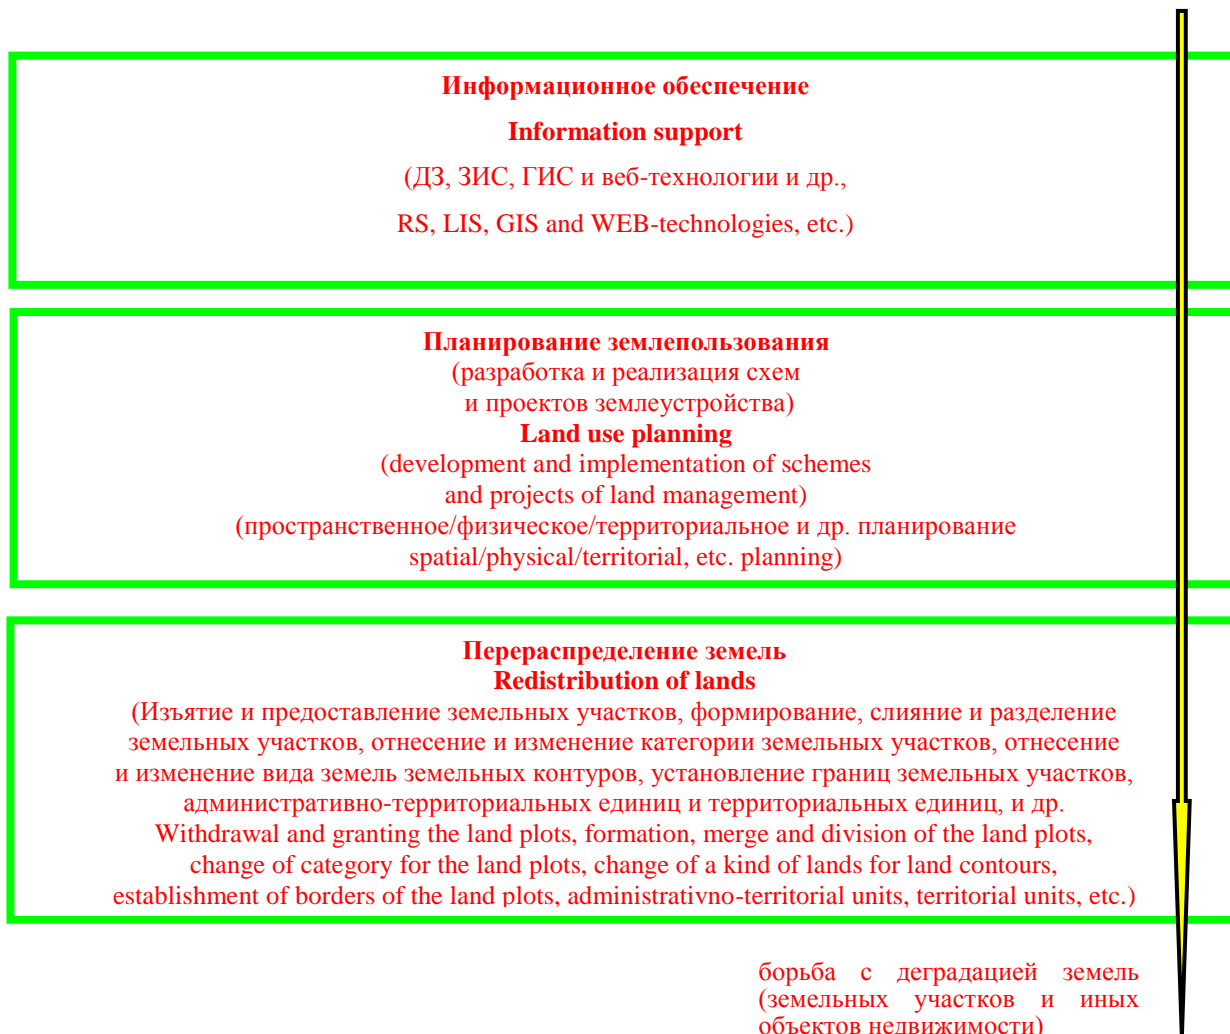 Информационное обеспечение
Information support
(ДЗ, ЗИС, ГИС и веб-технологии и др.,
RS, LIS, GIS and WEB-technologies, etc.)
Планирование землепользования
(разработка и реализация схем
и проектов землеустройства)
Land use planning
(development and implementation of schemes
and projects of land management)
(пространственное/физическое/территориальное и др. планирование
spatial/physical/territorial, etc. planning)
Перераспределение земель
Redistribution of lands
(Изъятие и предоставление земельных участков, формирование, слияние и разделение
земельных участков, отнесение и изменение категории земельных участков, отнесение
и изменение вида земель земельных контуров, установление границ земельных участков,
административно-территориальных единиц и территориальных единиц, и др.
Withdrawal and granting the land plots, formation, merge and division of the land plots,
change of category for the land plots, change of a kind of lands for land contours,
establishment of borders of the land plots, administrativno-territorial units, territorial units, etc.)
борьба с деградацией земель
(земельных участков и иных
объектов недвижимости)